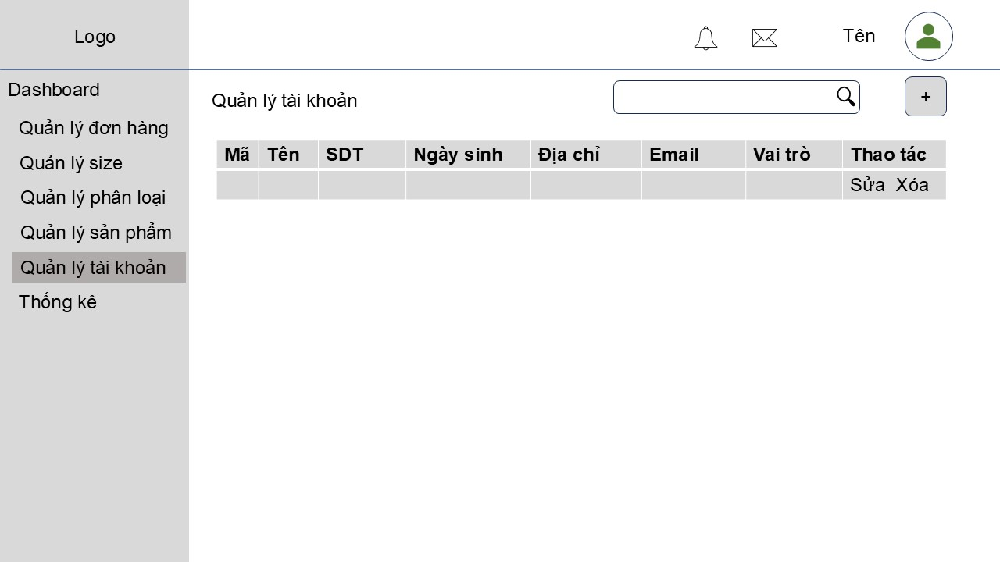 Logo
Tên
Dashboard
Quản lý đơn hàng
Quản lý size
Quản lý phân loại
Quản lý sản phẩm
Quản lý tài khoản
Thống kê
Quản lý tài khoản
+
Mã Tên SDT Ngày sinh Địa chỉ Email Vai trò Thao tác
Sửa Xóa